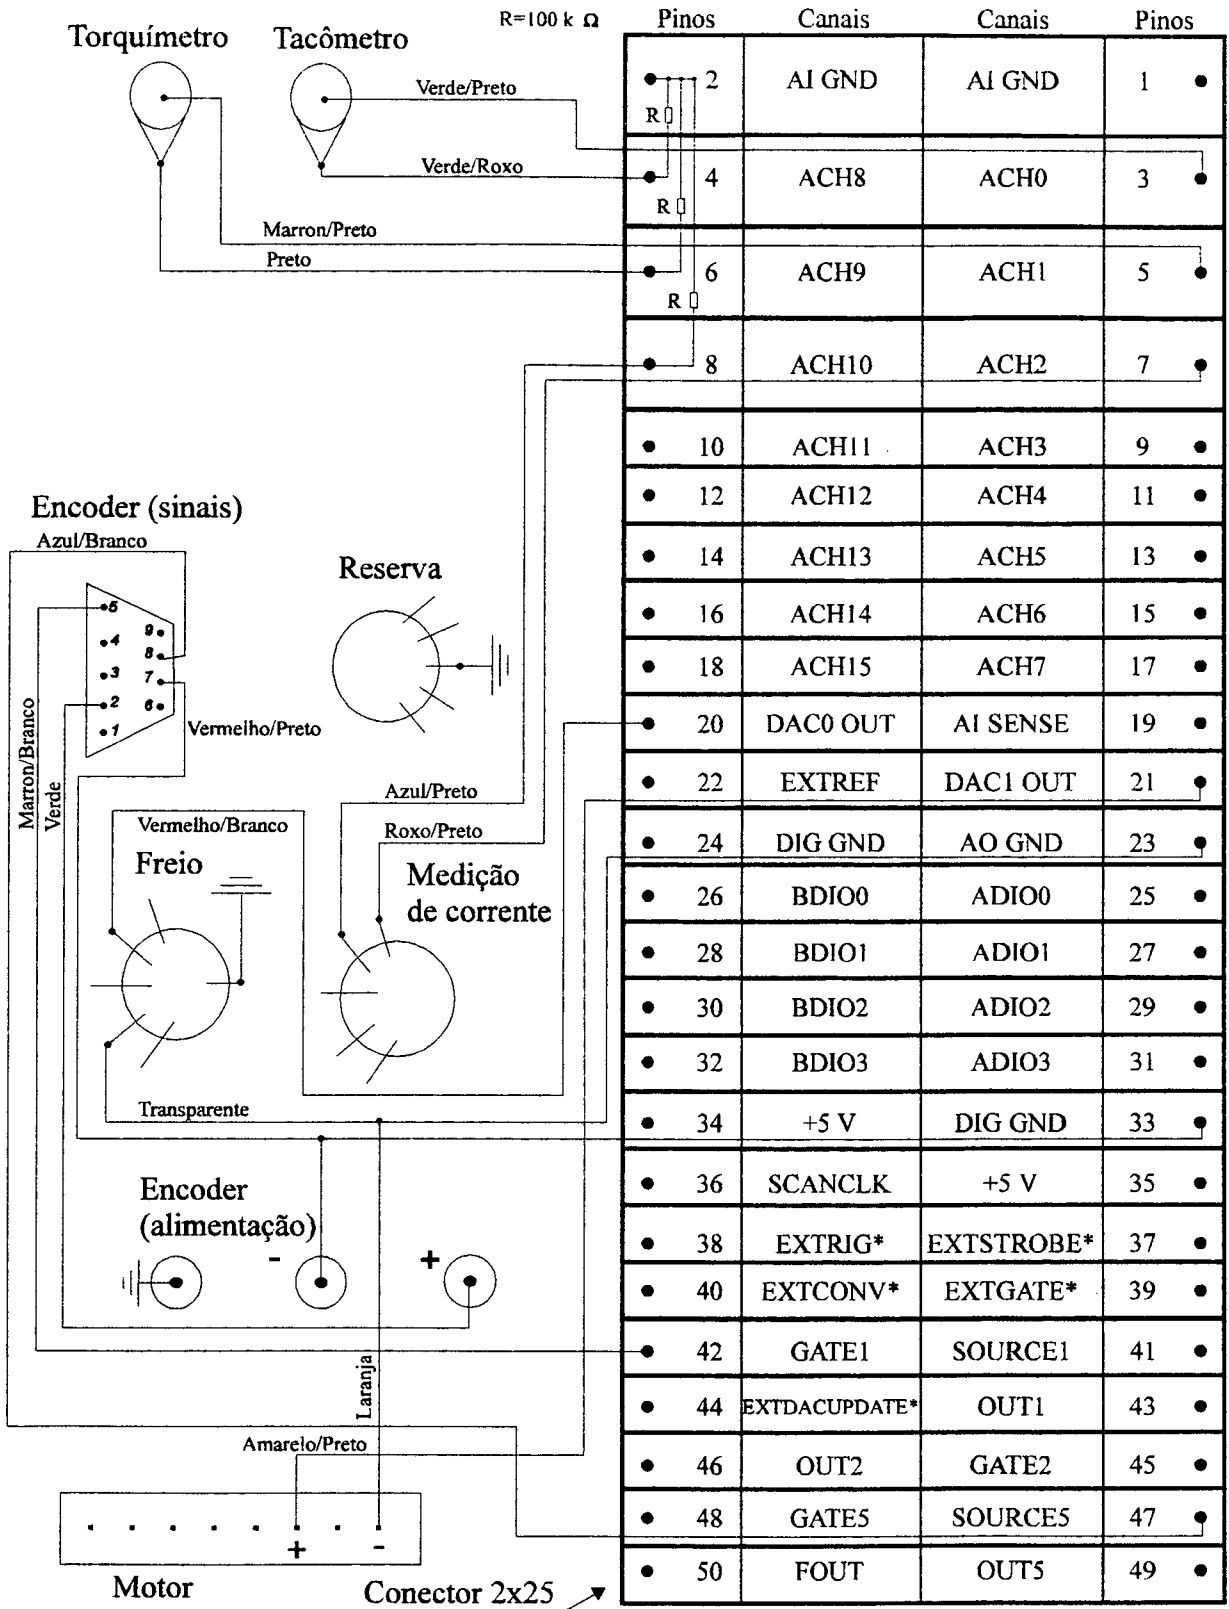 R=100 k Ω
Pinos Canais Canais Pinos
Torquímetro
Tacômetro
Verde/Preto
Verde/Roxo
Marron/Preto
Preto
R
R
R
2 AI GND AI GND 1
4 ACH8 ACH0 3
6 ACH9 ACH1 5
8 ACH10 ACH2 7
10 ACH11 ACH3 9
12 ACH12 ACH4 11
14 ACH13 ACH5 13
16 ACH14 ACH6 15
18 ACH15 ACH7 17
20 DAC0 OUT AI SENSE 19
22 EXTREF DAC1 OUT 21
24 DIG GND AO GND 23
26 BDIO0 ADIO0 25
28 BDIO1 ADIO1 27
30 BDIO2 ADIO2 29
32 BDIO3 ADIO3 31
34 +5 V DIG GND 33
36 SCANCLK +5 V 35
38 EXTRIG* EXTSTROBE* 37
40 EXTCONV* EXTGATE* 39
42 GATE1 SOURCE1 41
44 EXTDACUPDATE* OUT1 43
46 OUT2 GATE2 45
48 GATE5 SOURCE5 47
50 FOUT OUT5 49
Encoder (sinais)
Azul/Branco
5
9
4
8
3
7
2
6
1
Vermelho/Preto
Marron/Branco
Verde
Reserva
Azul/Preto
Roxo/Preto
Vermelho/Branco
Freio
Medição
de corrente
Transparente
Encoder
(alimentação)
-
+
Laranja
Amarelo/Preto
+
-
Motor
Conector 2x25